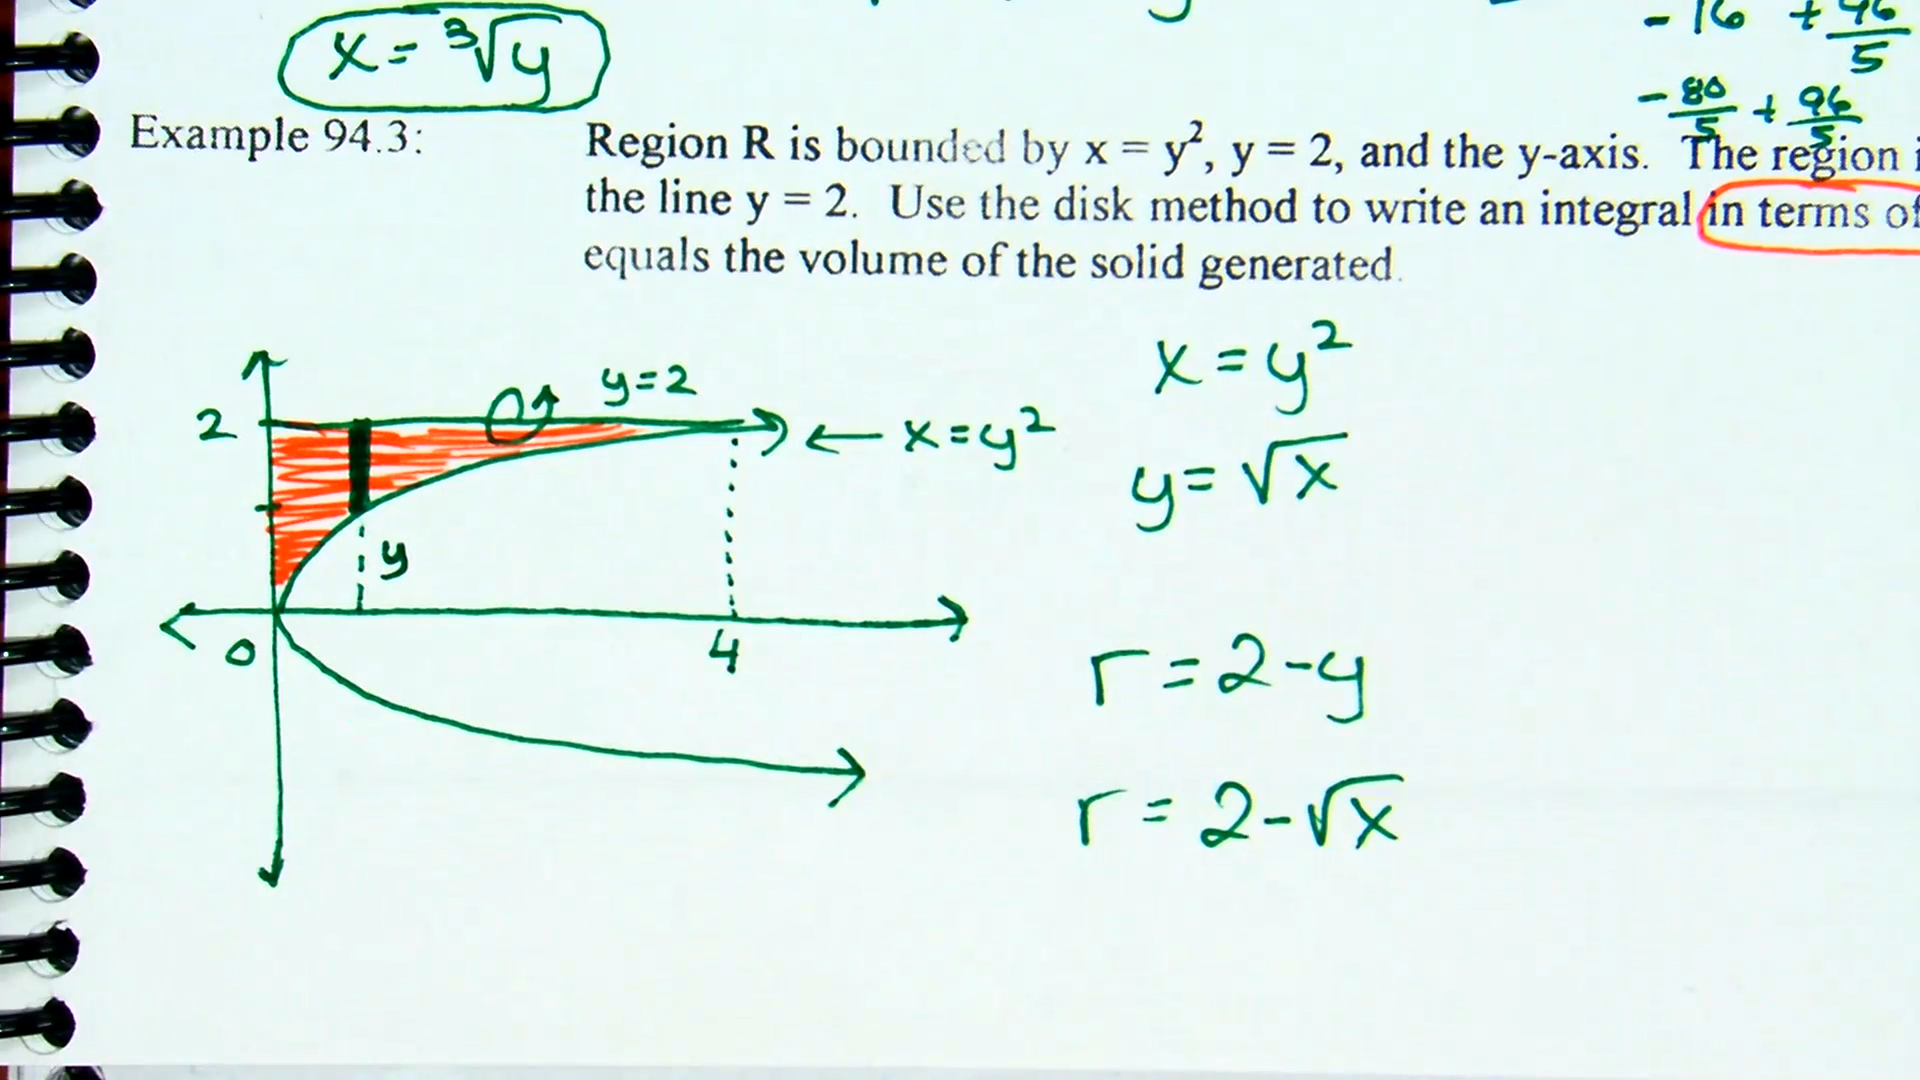 - 16 + 96/5
x = ³√y
- 80/5 + 96/5
Example 94.3: Region R is bounded by x = y², y = 2, and the y-axis. The region i
the line y = 2. Use the disk method to write an integral in terms of
equals the volume of the solid generated.
x = y²
y=2
2
← x=y²
y = √x
y
0
4
r = 2-y
r = 2-√x